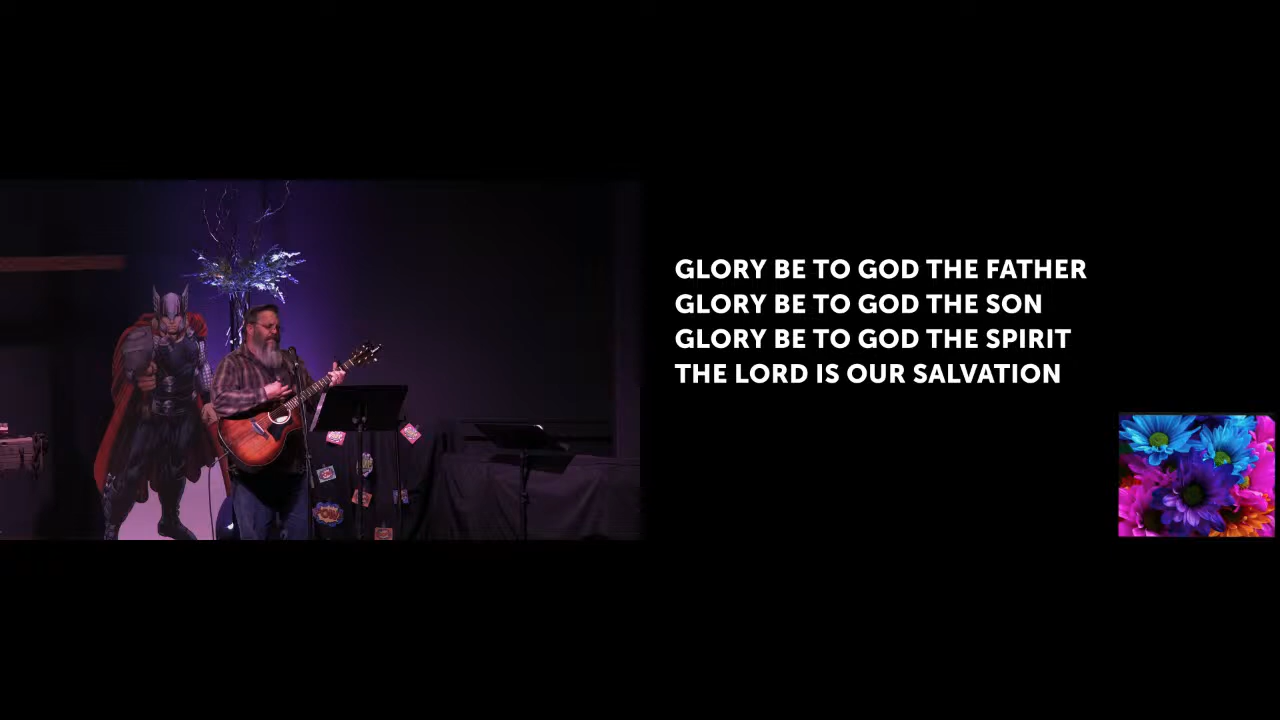 GLORY BE TO GOD THE FATHER
GLORY BE TO GOD THE SON
GLORY BE TO GOD THE SPIRIT
THE LORD IS OUR SALVATION